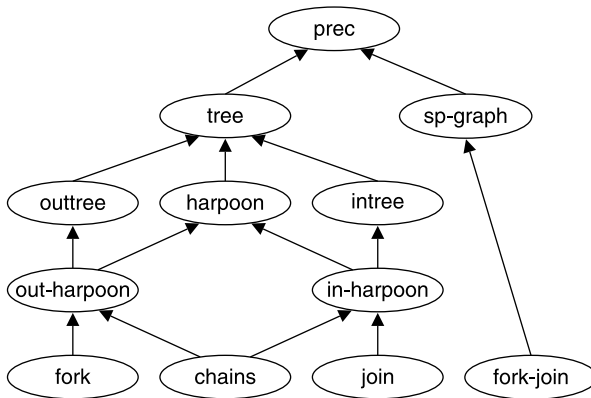 prec
tree
sp-graph
outtree
harpoon
intree
out-harpoon
in-harpoon
fork
chains
join
fork-join